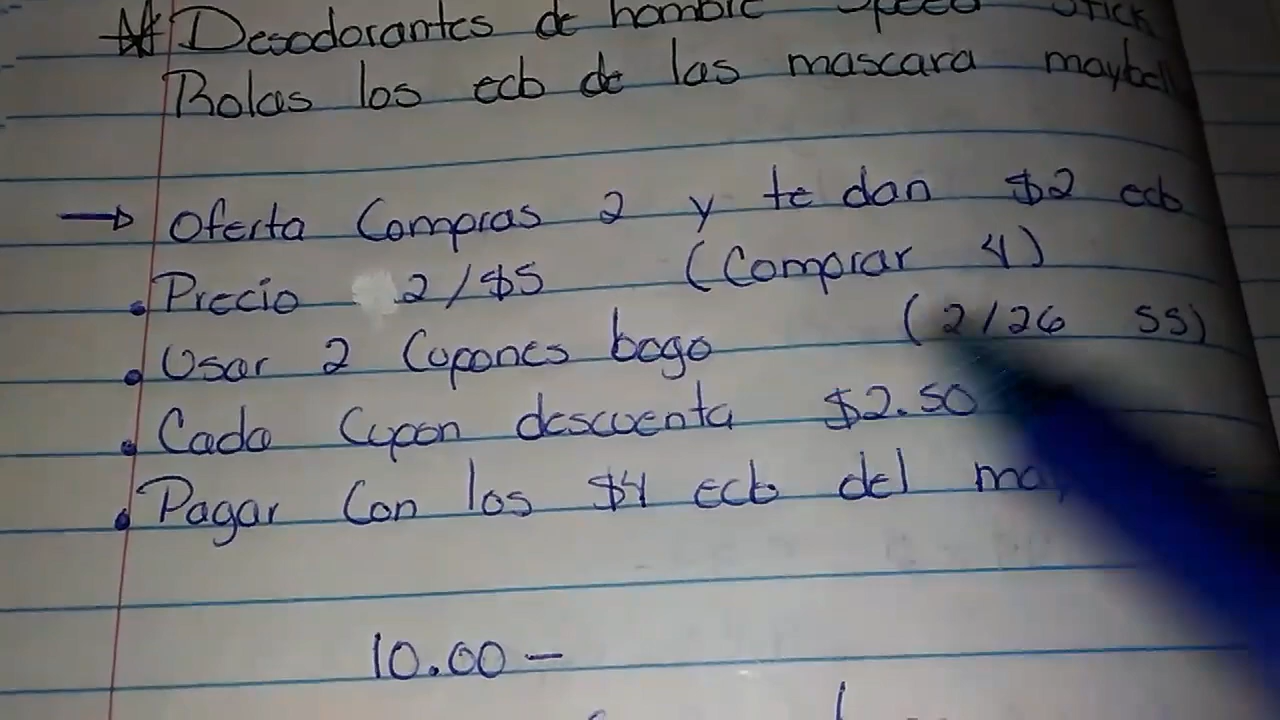 Desodorantes de hombre Speed Stick
Rolas los ecb de las mascara maybell
→ Oferta Compras 2 y te dan $2 ecb
• Precio 2/$5 (Comprar 4)
• Usar 2 Cupones bogo (2/26 SS)
• Cada Cupon descuenta $2.50
• Pagar Con los $4 ecb del
10.00 -